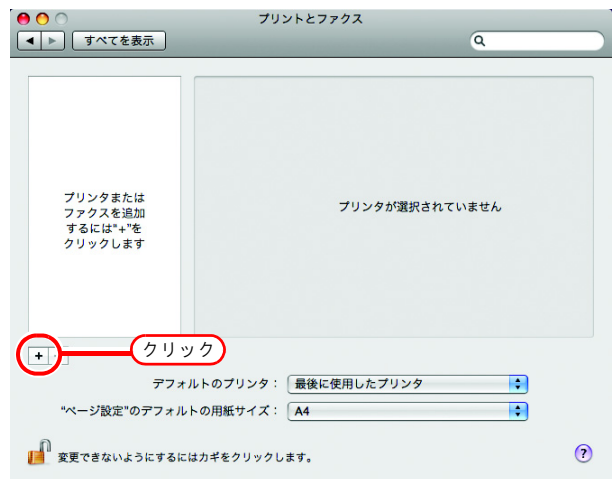 プリントとファクス
すべてを表示
プリンタまたは
ファクスを追加
するには"+"を
クリックします
プリンタが選択されていません
+ -
クリック
デフォルトのプリンタ： 最後に使用したプリンタ
"ページ設定"のデフォルトの用紙サイズ： A4
変更できないようにするにはカギをクリックします。
?